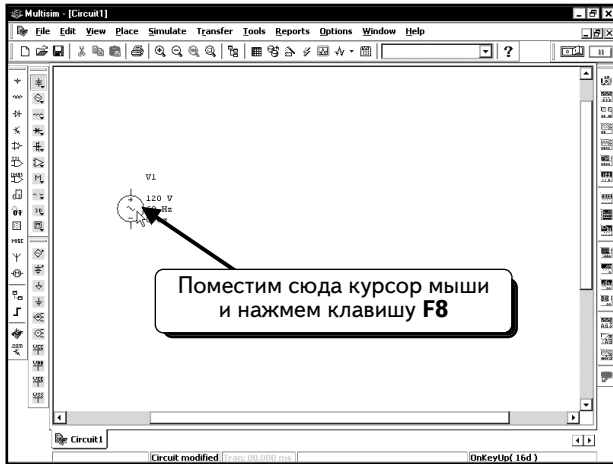 Multisim - [Circuit1]
File Edit View Place Simulate Transfer Tools Reports Options Window Help
?
V1
120 V
Hz
Поместим сюда курсор мыши
и нажмем клавишу F8
MISC
Circuit1
Circuit modified Tran: 00.000 ms OnKeyUp( 16d )